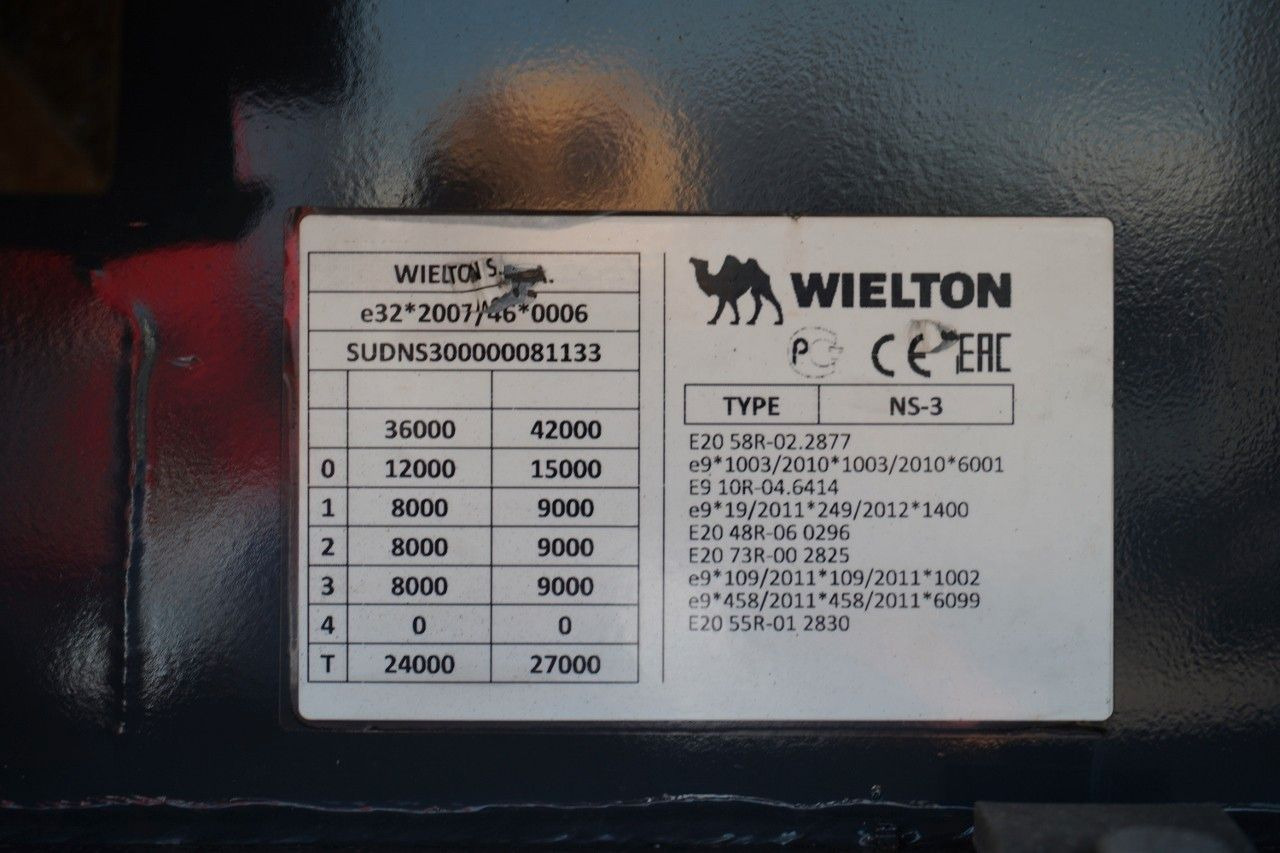 WIELTON S.
e32*2007/46*0006
SUDNS300000081133
36000 42000
0 12000 15000
1 8000 9000
2 8000 9000
3 8000 9000
4 0 0
T 24000 27000
WIELTON
CE EAC
TYPE NS-3
E20 58R-02.2877
e9*1003/2010*1003/2010*6001
E9 10R-04.6414
e9*19/2011*249/2012*1400
E20 48R-06 0296
E20 73R-00 2825
e9*109/2011*109/2011*1002
e9*458/2011*458/2011*6099
E20 55R-01 2830